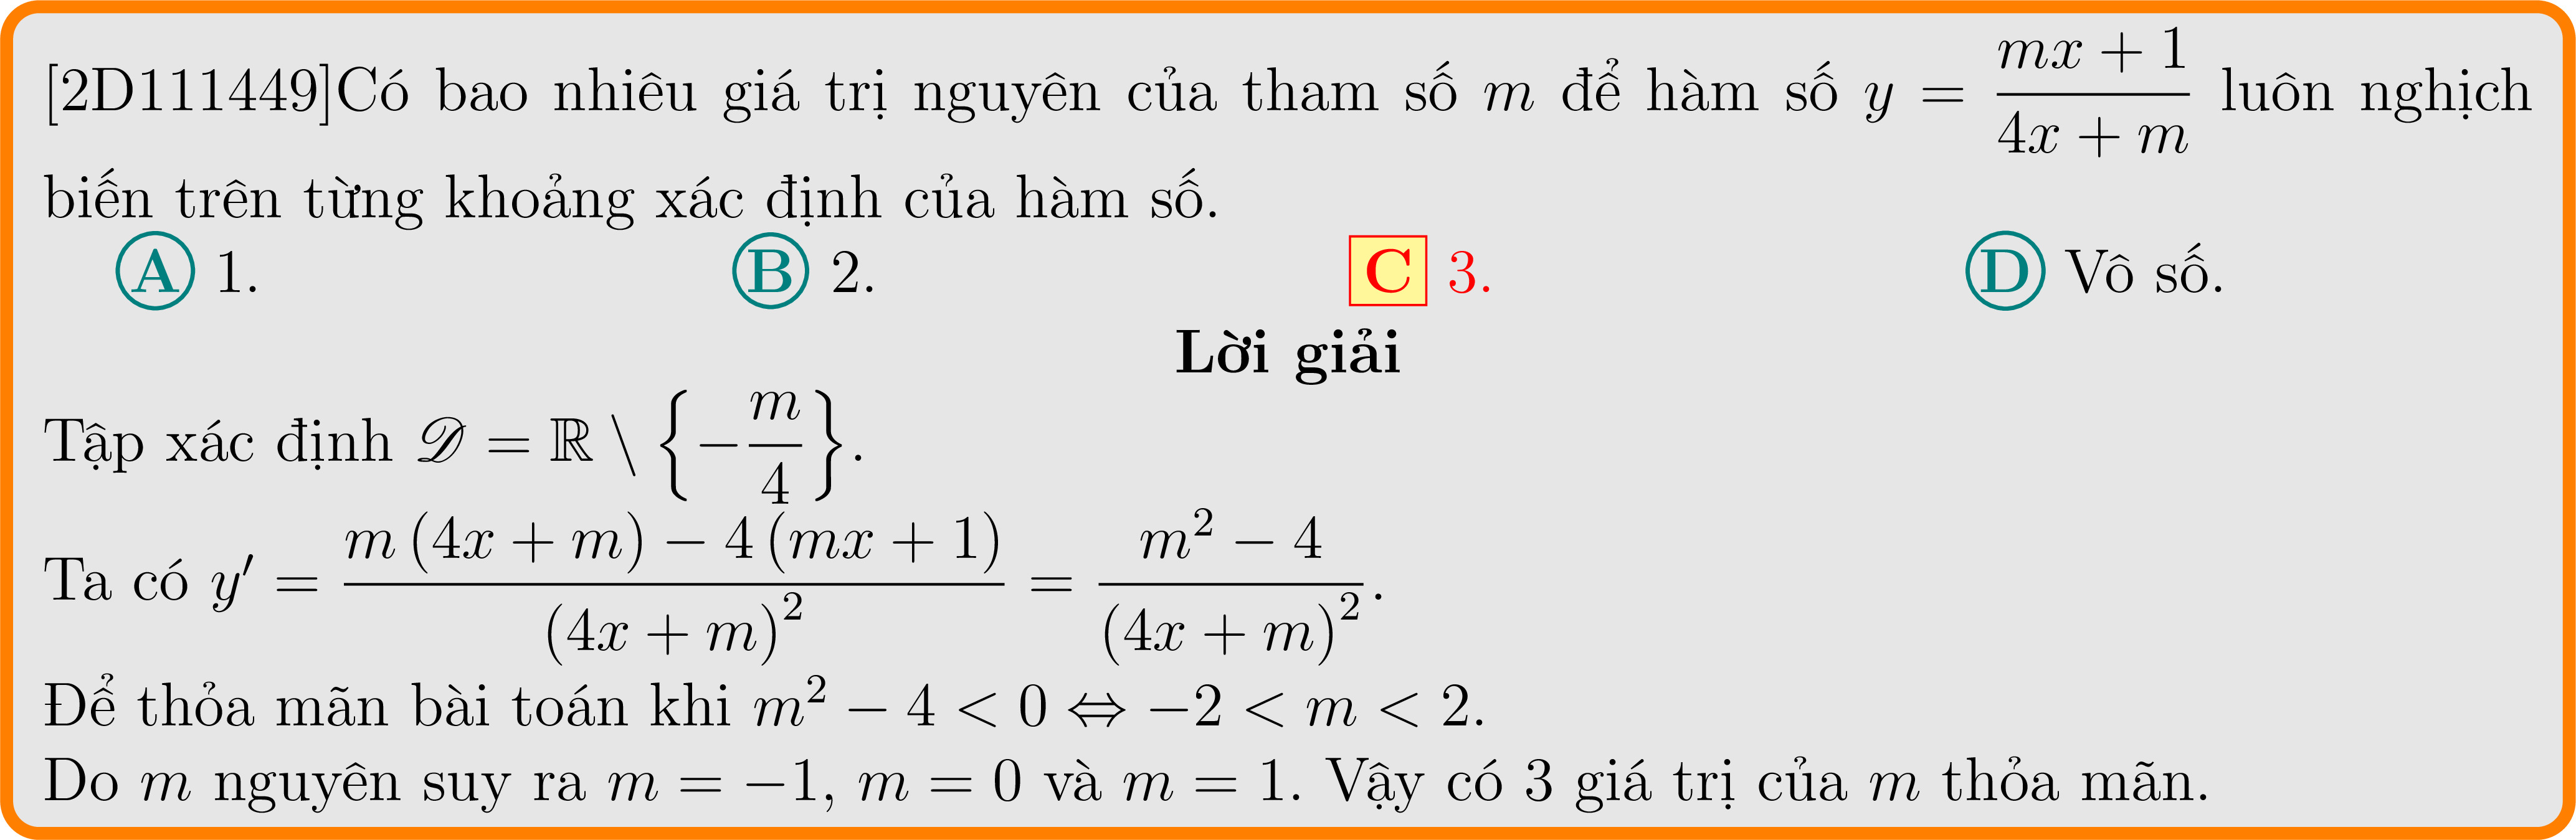 [2D111449]Có bao nhiêu giá trị nguyên của tham số $m$ để hàm số $y = \dfrac{mx+1}{4x+m}$ luôn nghịch
biến trên từng khoảng xác định của hàm số.
A 1. B 2. C 3. D Vô số.
Lời giải
Tập xác định $\mathscr{D} = \mathbb{R} \setminus \left\{-\dfrac{m}{4}\right\}$.
Ta có $y' = \dfrac{m(4x+m)-4(mx+1)}{(4x+m)^2} = \dfrac{m^2-4}{(4x+m)^2}$.
Để thỏa mãn bài toán khi $m^2 - 4 < 0 \Leftrightarrow -2 < m < 2$.
Do $m$ nguyên suy ra $m = -1$, $m = 0$ và $m = 1$. Vậy có 3 giá trị của $m$ thỏa mãn.